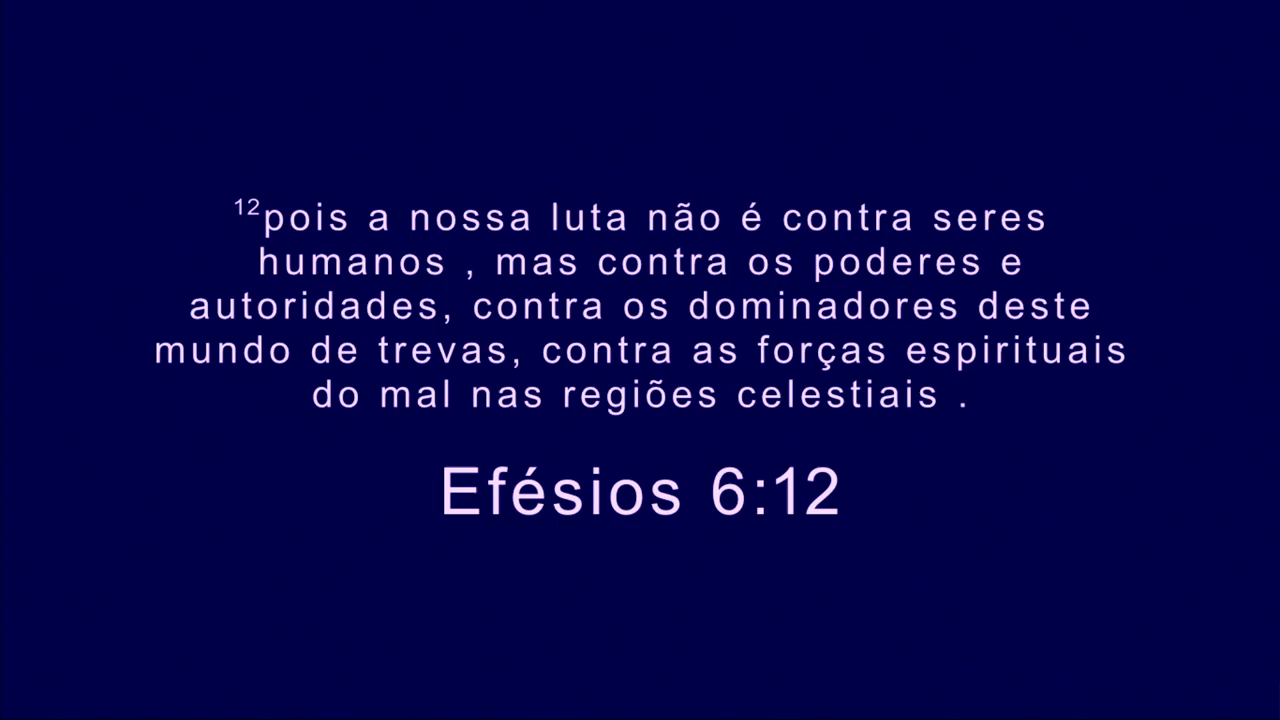 ¹²pois a nossa luta não é contra seres
humanos , mas contra os poderes e
autoridades, contra os dominadores deste
mundo de trevas, contra as forças espirituais
do mal nas regiões celestiais .
Efésios 6:12